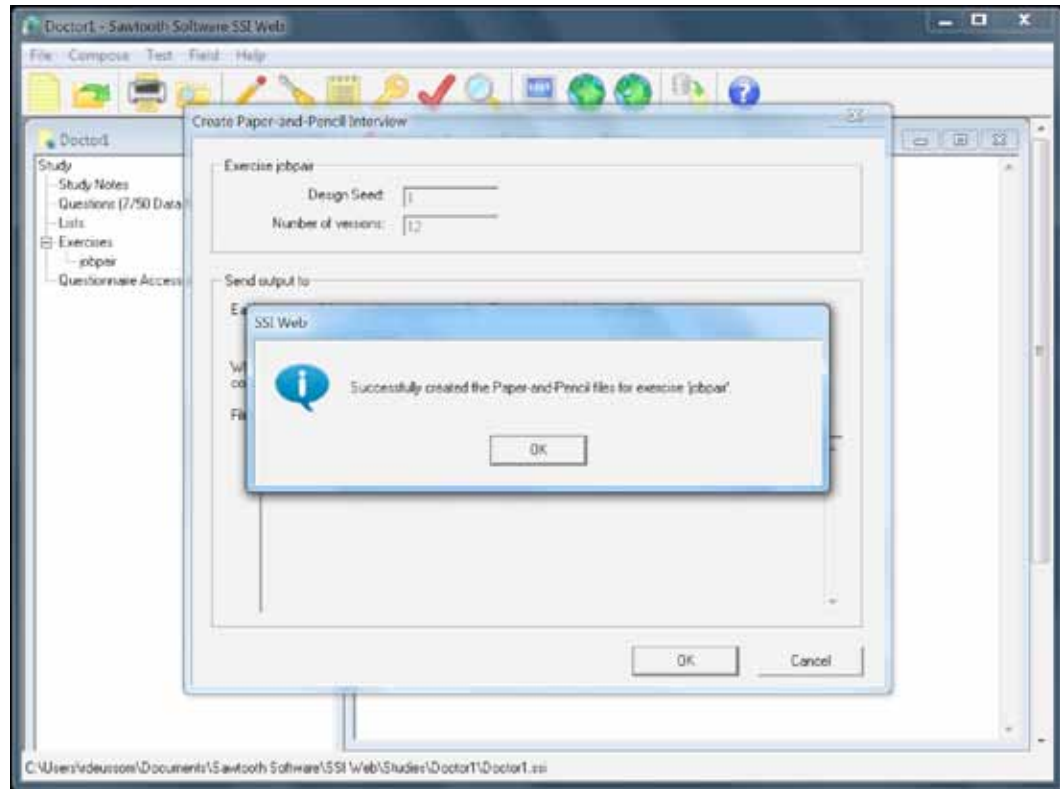 Doctor1 - Sawtooth Software SSI Web
File Compose Test Field Help
Create Paper-and-Pencil Interview
Doctor1
Study
Study Notes
Questions (7/50 Data
Lists
Exercises
jobpair
Questionnaire Access
Exercise jobpair
Design Seed: 1
Number of versions: 12
Send output to
SSI Web
Successfully created the Paper-and-Pencil files for exercise 'jobpair'.
OK
OK Cancel
C:\Users\rdeussom\Documents\Sawtooth Software\SSI Web\Studies\Doctor1\Doctor1.ssi